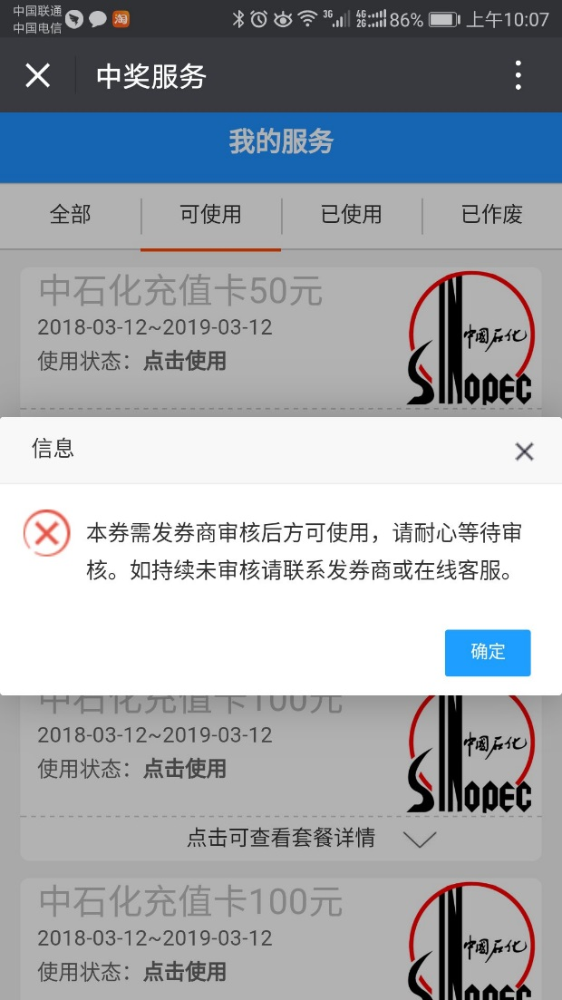 中国联通
中国电信
淘
3G
4G
2G
86%
上午10:07
中奖服务
我的服务
全部
可使用
已使用
已作废
中石化充值卡50元
2018-03-12~2019-03-12
使用状态：点击使用
中国石化
SINOPEC
信息
本券需发券商审核后方可使用，请耐心等待审
核。如持续未审核请联系发券商或在线客服。
确定
中石化充值卡100元
2018-03-12~2019-03-12
使用状态：点击使用
中国石化
SINOPEC
点击可查看套餐详情
中石化充值卡100元
2018-03-12~2019-03-12
使用状态：点击使用
中国石化
SINOPEC